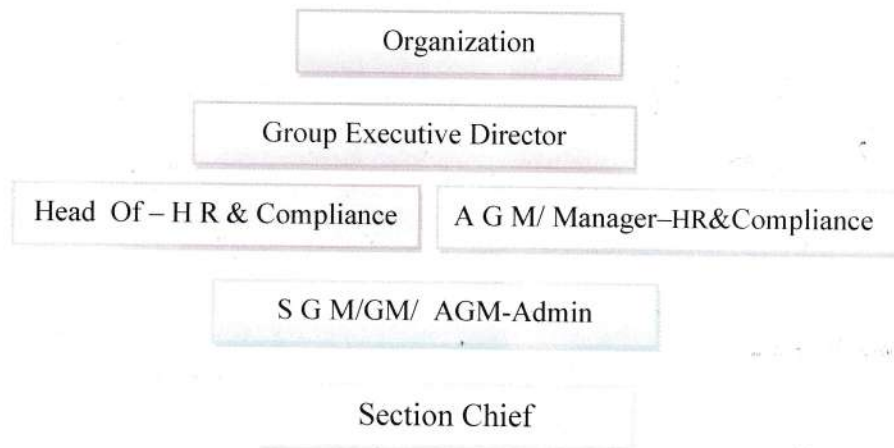 Organization
Group Executive Director
Head Of – H R & Compliance
A G M/ Manager–HR&Compliance
S G M/GM/ AGM-Admin
Section Chief